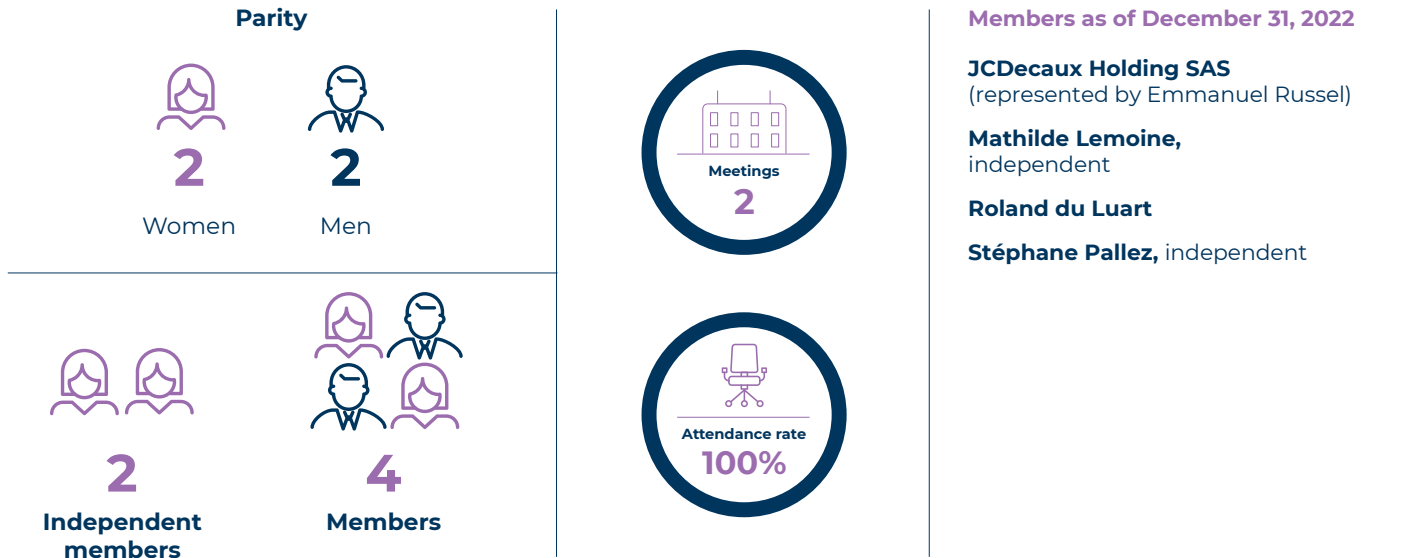 Parity
2
2
Women
Men
2
Independent
members
4
Members
Meetings
2
Attendance rate
100%
Members as of December 31, 2022
JCDecaux Holding SAS
(represented by Emmanuel Russel)
Mathilde Lemoine,
independent
Roland du Luart
Stéphane Pallez, independent